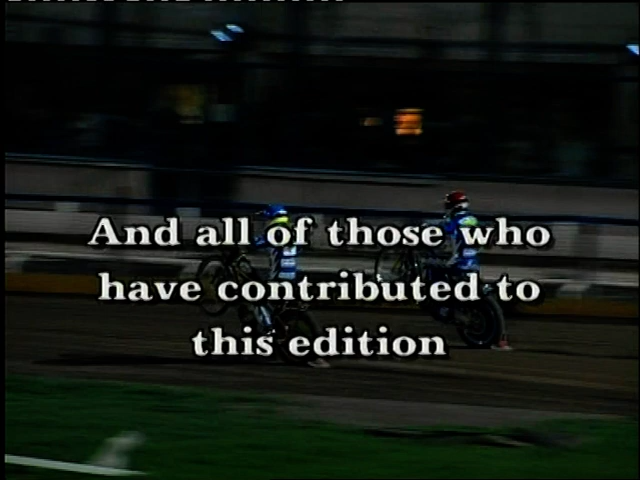 And all of those who
have contributed to
this edition